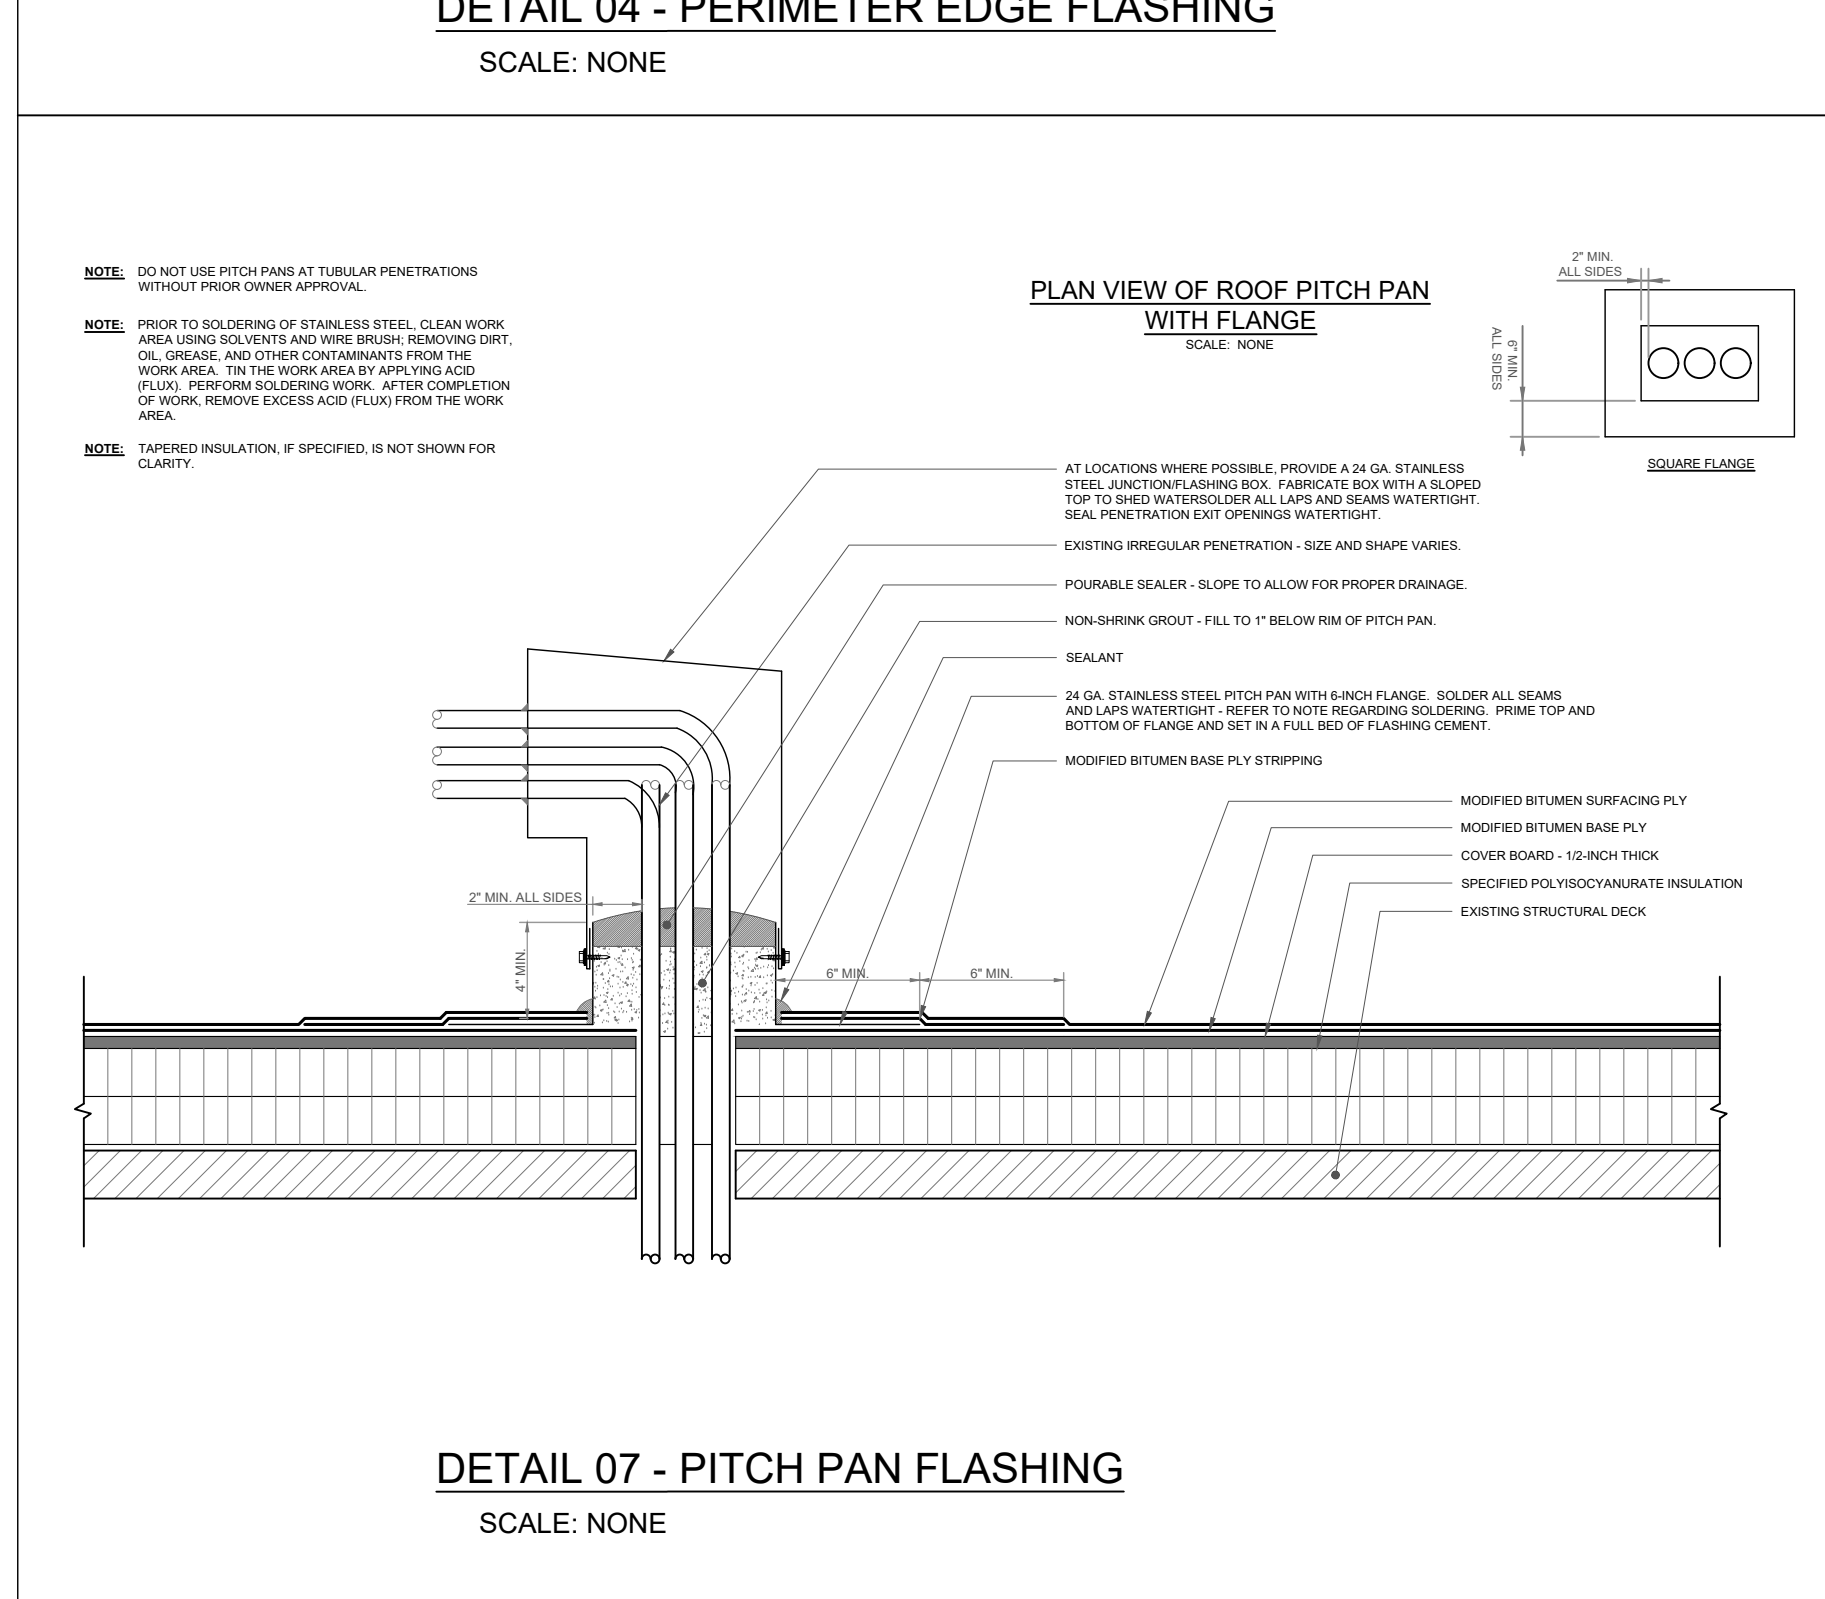 DETAIL 04 - PERIMETER EDGE FLASHING
SCALE: NONE
NOTE: DO NOT USE PITCH PANS AT TUBULAR PENETRATIONS
WITHOUT PRIOR OWNER APPROVAL.
NOTE: PRIOR TO SOLDERING OF STAINLESS STEEL, CLEAN WORK
AREA USING SOLVENTS AND WIRE BRUSH; REMOVING DIRT,
OIL, GREASE, AND OTHER CONTAMINANTS FROM THE
WORK AREA. TIN THE WORK AREA BY APPLYING ACID
(FLUX). PERFORM SOLDERING WORK. AFTER COMPLETION
OF WORK, REMOVE EXCESS ACID (FLUX) FROM THE WORK
AREA.
NOTE: TAPERED INSULATION, IF SPECIFIED, IS NOT SHOWN FOR
CLARITY.
PLAN VIEW OF ROOF PITCH PAN
WITH FLANGE
SCALE: NONE
2" MIN.
ALL SIDES
6" MIN.
ALL SIDES
SQUARE FLANGE
AT LOCATIONS WHERE POSSIBLE, PROVIDE A 24 GA. STAINLESS
STEEL JUNCTION/FLASHING BOX. FABRICATE BOX WITH A SLOPED
TOP TO SHED WATERSOLDER ALL LAPS AND SEAMS WATERTIGHT.
SEAL PENETRATION EXIT OPENINGS WATERTIGHT.
EXISTING IRREGULAR PENETRATION - SIZE AND SHAPE VARIES.
POURABLE SEALER - SLOPE TO ALLOW FOR PROPER DRAINAGE.
NON-SHRINK GROUT - FILL TO 1" BELOW RIM OF PITCH PAN.
SEALANT
24 GA. STAINLESS STEEL PITCH PAN WITH 6-INCH FLANGE. SOLDER ALL SEAMS
AND LAPS WATERTIGHT - REFER TO NOTE REGARDING SOLDERING. PRIME TOP AND
BOTTOM OF FLANGE AND SET IN A FULL BED OF FLASHING CEMENT.
MODIFIED BITUMEN BASE PLY STRIPPING
MODIFIED BITUMEN SURFACING PLY
MODIFIED BITUMEN BASE PLY
COVER BOARD - 1/2-INCH THICK
SPECIFIED POLYISOCYANURATE INSULATION
EXISTING STRUCTURAL DECK
2" MIN. ALL SIDES
4" MIN.
6" MIN.
6" MIN.
DETAIL 07 - PITCH PAN FLASHING
SCALE: NONE